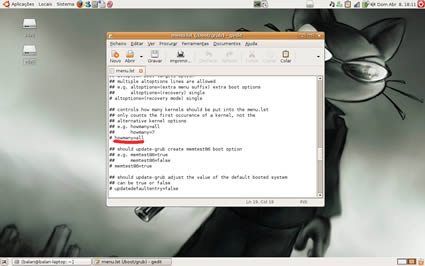 Aplicações Locais Sistema
Dom Abr 8, 18:11
menu.lst (/boot/grub) - gedit
Ficheiro Editar Ver Procurar Ferramentas Documentos Ajuda
Novo Abrir Gravar Imprimir... Desfazer Refazer Cortar Copiar Colar
menu.lst
## multiple altoptions lines are allowed
## e.g. altoptions=(extra menu suffix) extra boot options
## altoptions=(recovery) single
# altoptions=(recovery mode) single
## controls how many kernels should be put into the menu.lst
## only counts the first occurence of a kernel, not the
## alternative kernel options
## e.g. howmany=all
## howmany=7
# howmany=all
## should update-grub create memtest86 boot option
## e.g. memtest86=true
## memtest86=false
# memtest86=true
## should update-grub adjust the value of the default booted system
## can be true or false
# updatedefaultentry=false
Ln 19, Col 19
INS
[balari@balari-laptop: ~]
menu.lst (/boot/grub) - gedit